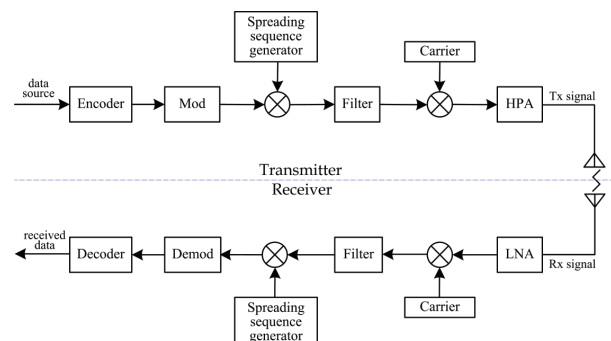 Spreading
sequence
generator
Carrier
data
source
Encoder
Mod
Filter
HPA
Tx signal
Transmitter
Receiver
received
data
Decoder
Demod
Filter
LNA
Rx signal
Spreading
sequence
generator
Carrier